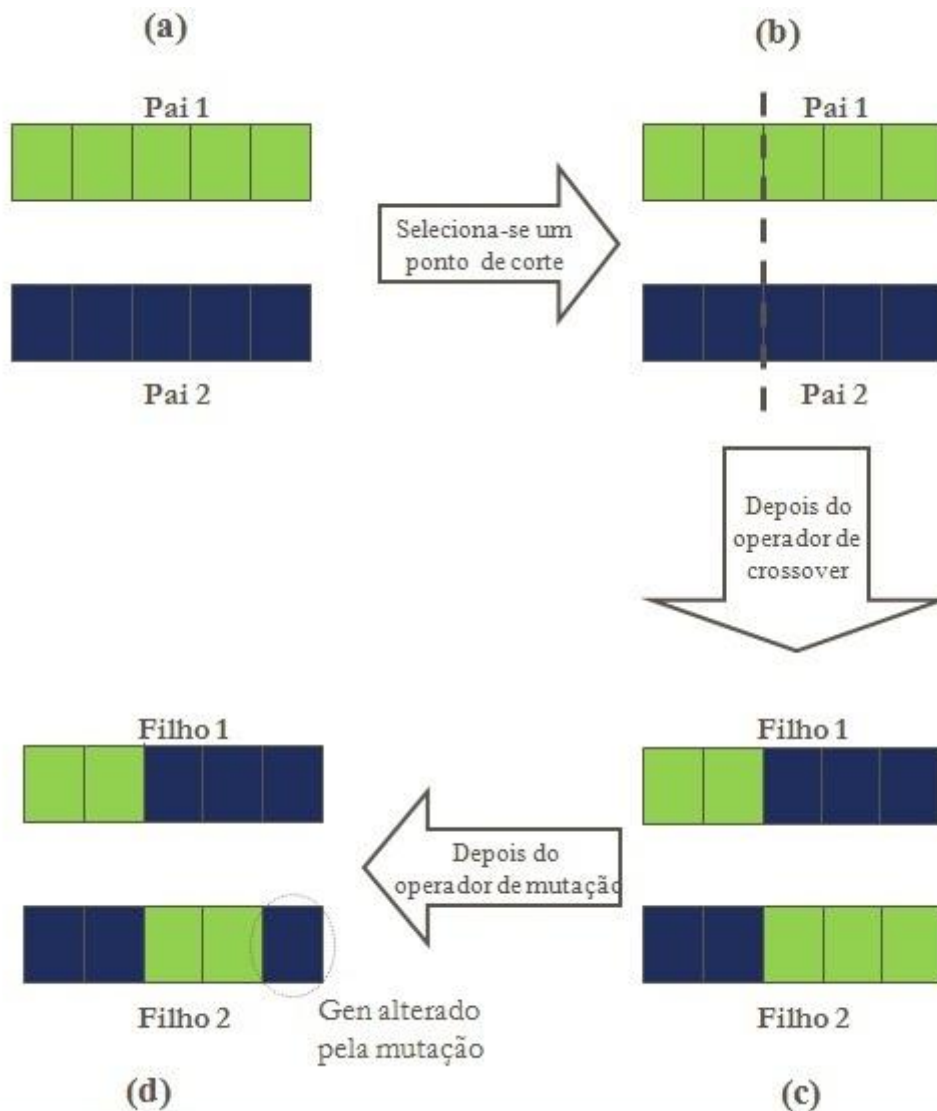 (a)
(b)
Pai 1
Pai 1
Seleciona-se um
ponto de corte
Pai 2
Pai 2
Depois do
operador de
crossover
Filho 1
Filho 1
Depois do
operador de mutação
Filho 2
Gen alterado
pela mutação
Filho 2
(d)
(c)